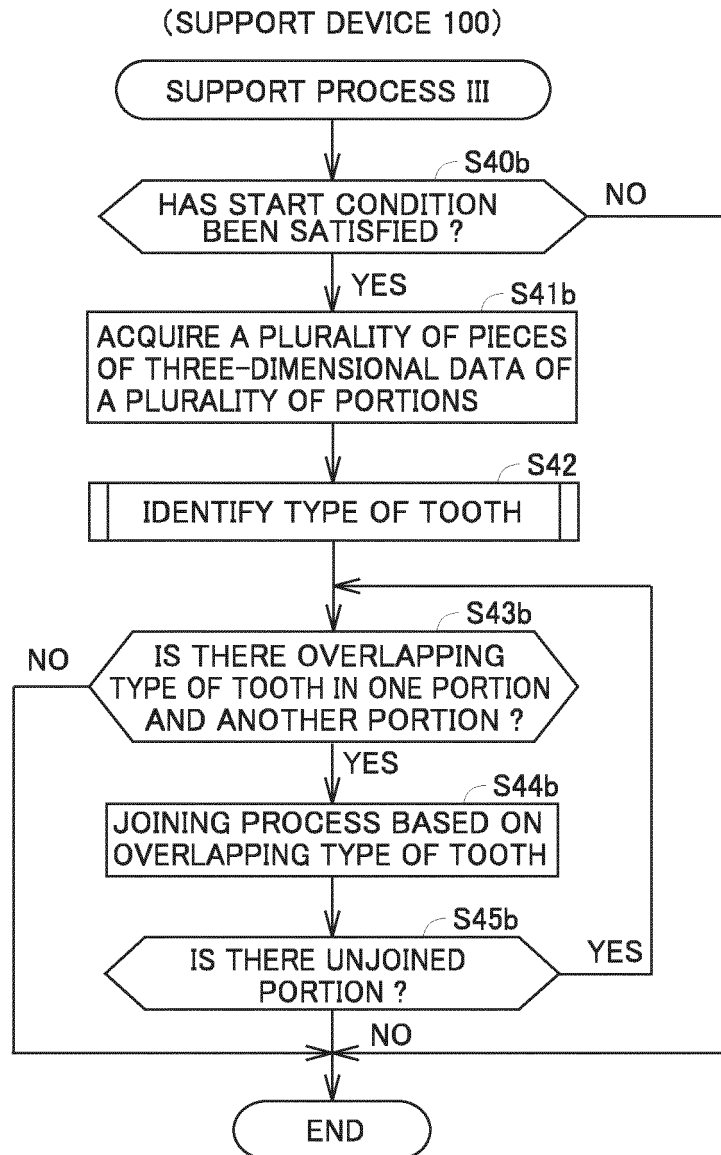 (SUPPORT DEVICE 100)
SUPPORT PROCESS III
S40b
HAS START CONDITION
BEEN SATISFIED ?
NO
YES
S41b
ACQUIRE A PLURALITY OF PIECES
OF THREE-DIMENSIONAL DATA OF
A PLURALITY OF PORTIONS
S42
IDENTIFY TYPE OF TOOTH
S43b
NO
IS THERE OVERLAPPING
TYPE OF TOOTH IN ONE PORTION
AND ANOTHER PORTION ?
YES
S44b
JOINING PROCESS BASED ON
OVERLAPPING TYPE OF TOOTH
S45b
IS THERE UNJOINED
PORTION ?
YES
NO
END